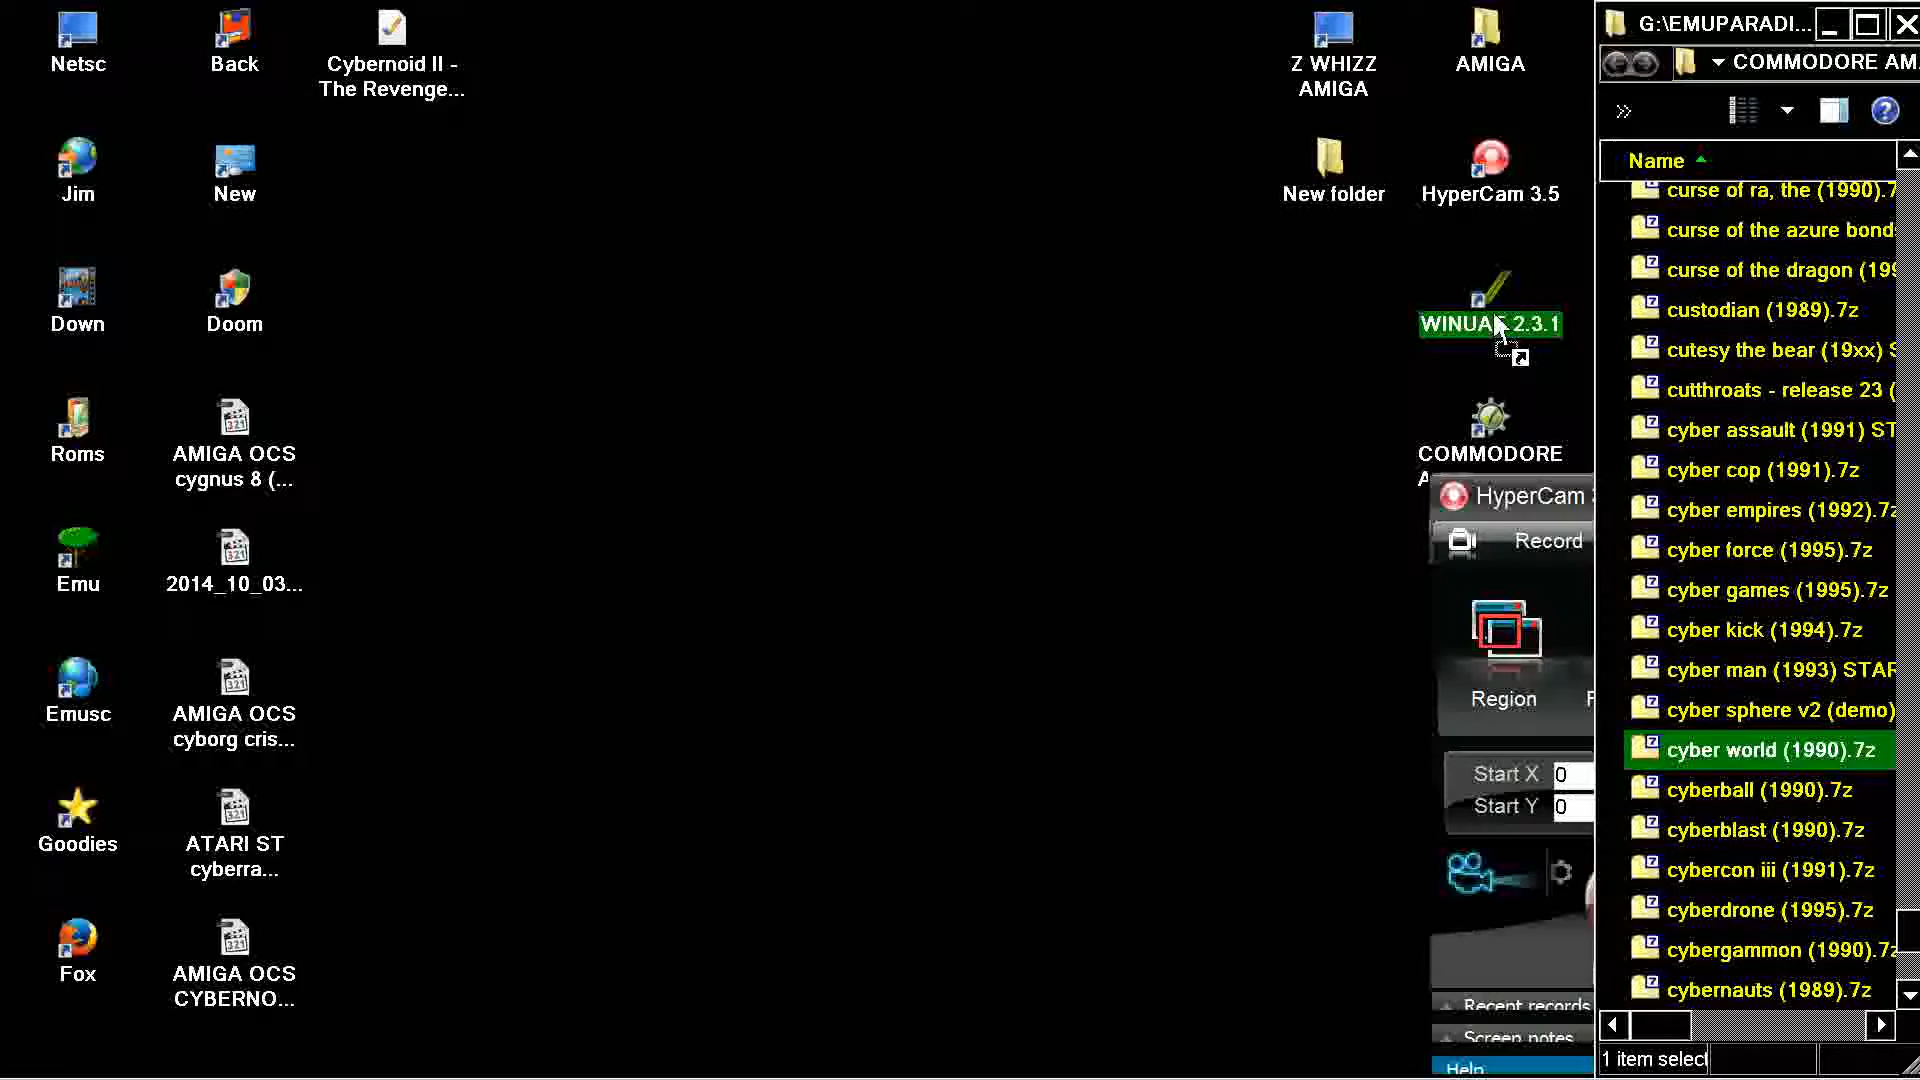 Netsc
Back
Cybernoid II -
The Revenge...
Jim
New
Down
Doom
Roms
AMIGA OCS
cygnus 8 (...
Emu
2014_10_03...
Emusc
AMIGA OCS
cyborg cris...
Goodies
ATARI ST
cyberra...
Fox
AMIGA OCS
CYBERNO...
Z WHIZZ
AMIGA
AMIGA
New folder
HyperCam 3.5
WINUAE 2.3.1
COMMODORE
HyperCam
Record
Region
Start X 0
Start Y 0
Recent records
Screen notes
Help
G:\EMUPARADI...
COMMODORE AM
Name
curse of ra, the (1990).7
curse of the azure bond
curse of the dragon (199
custodian (1989).7z
cutesy the bear (19xx) S
cutthroats - release 23 (
cyber assault (1991) ST
cyber cop (1991).7z
cyber empires (1992).7z
cyber force (1995).7z
cyber games (1995).7z
cyber kick (1994).7z
cyber man (1993) STAR
cyber sphere v2 (demo)
cyber world (1990).7z
cyberball (1990).7z
cyberblast (1990).7z
cybercon iii (1991).7z
cyberdrone (1995).7z
cybergammon (1990).7z
cybernauts (1989).7z
1 item select